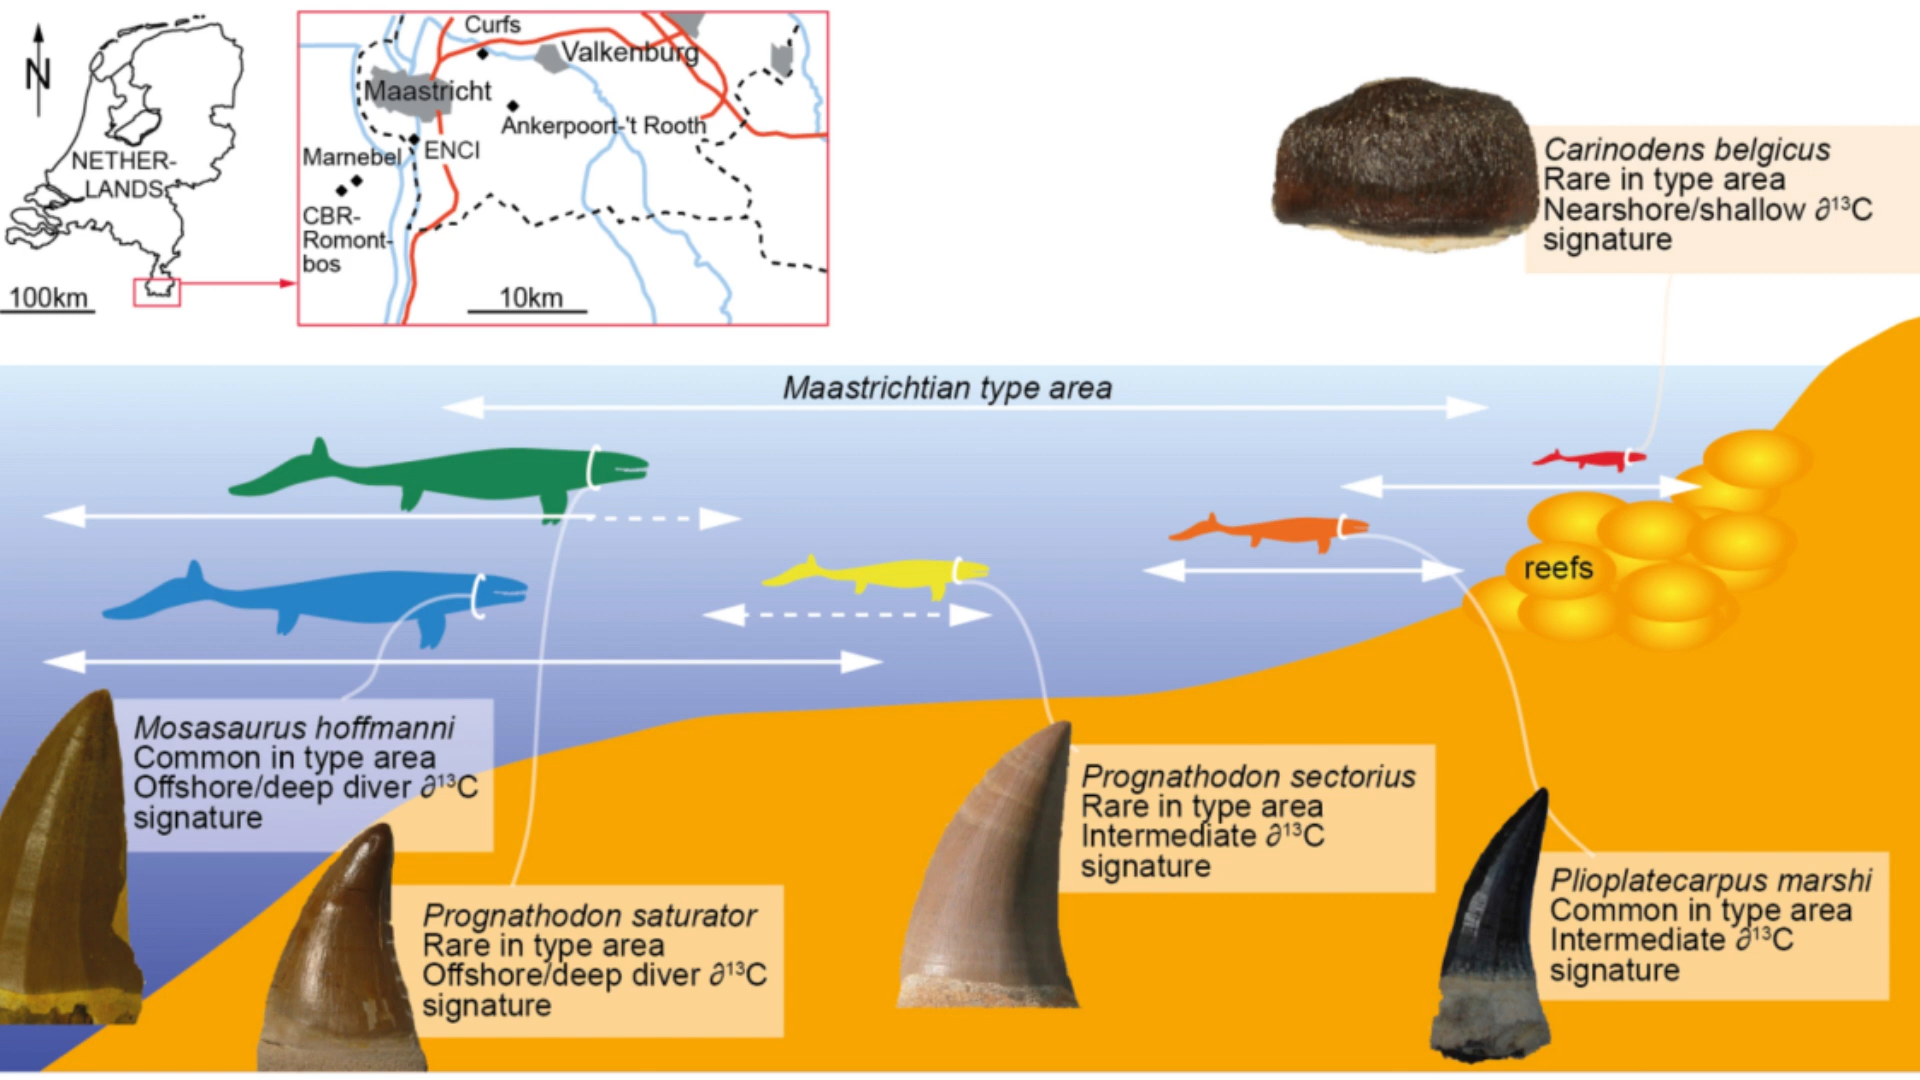 N
NETHER-
LANDS
100km
Curfs
Valkenburg
Maastricht
Ankerpoort-'t Rooth
ENCI
Marnebel
CBR-
Romont-
bos
10km
Carinodens belgicus
Rare in type area
Nearshore/shallow ∂¹³C
signature
Maastrichtian type area
reefs
Mosasaurus hoffmanni
Common in type area
Offshore/deep diver ∂¹³C
signature
Prognathodon saturator
Rare in type area
Offshore/deep diver ∂¹³C
signature
Prognathodon sectorius
Rare in type area
Intermediate ∂¹³C
signature
Plioplatecarpus marshi
Common in type area
Intermediate ∂¹³C
signature